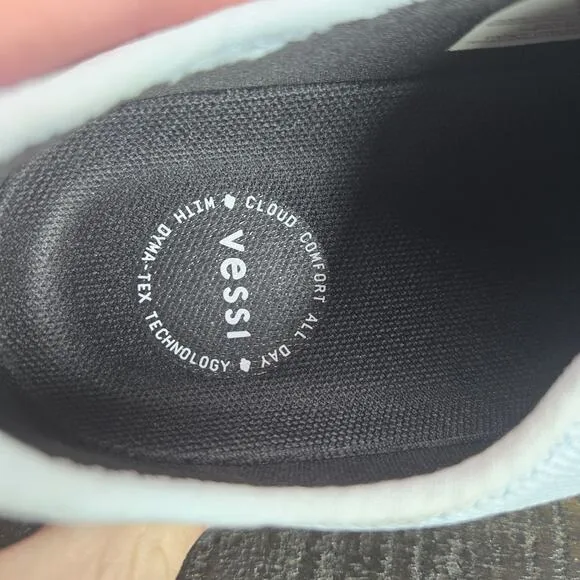 vessi
CLOUD COMFORT ALL DAY
WITH DYMA-TEX TECHNOLOGY